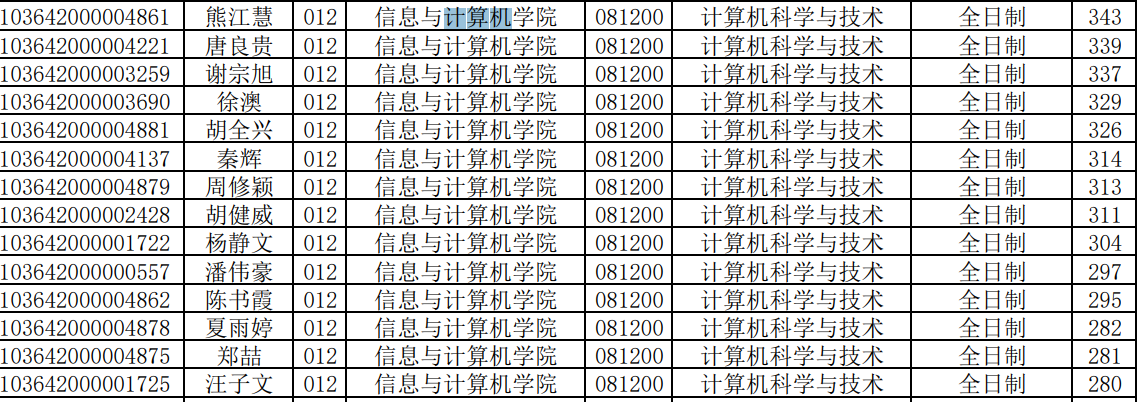 103642000004861 熊江慧 012 信息与计算机学院 081200 计算机科学与技术 全日制 343
103642000004221 唐良贵 012 信息与计算机学院 081200 计算机科学与技术 全日制 339
103642000003259 谢宗旭 012 信息与计算机学院 081200 计算机科学与技术 全日制 337
103642000003690 徐澳 012 信息与计算机学院 081200 计算机科学与技术 全日制 329
103642000004881 胡全兴 012 信息与计算机学院 081200 计算机科学与技术 全日制 326
103642000004137 秦辉 012 信息与计算机学院 081200 计算机科学与技术 全日制 314
103642000004879 周修颖 012 信息与计算机学院 081200 计算机科学与技术 全日制 313
103642000002428 胡健威 012 信息与计算机学院 081200 计算机科学与技术 全日制 311
103642000001722 杨静文 012 信息与计算机学院 081200 计算机科学与技术 全日制 304
103642000000557 潘伟豪 012 信息与计算机学院 081200 计算机科学与技术 全日制 297
103642000004862 陈书霞 012 信息与计算机学院 081200 计算机科学与技术 全日制 295
103642000004878 夏雨婷 012 信息与计算机学院 081200 计算机科学与技术 全日制 282
103642000004875 郑喆 012 信息与计算机学院 081200 计算机科学与技术 全日制 281
103642000001725 汪子文 012 信息与计算机学院 081200 计算机科学与技术 全日制 280